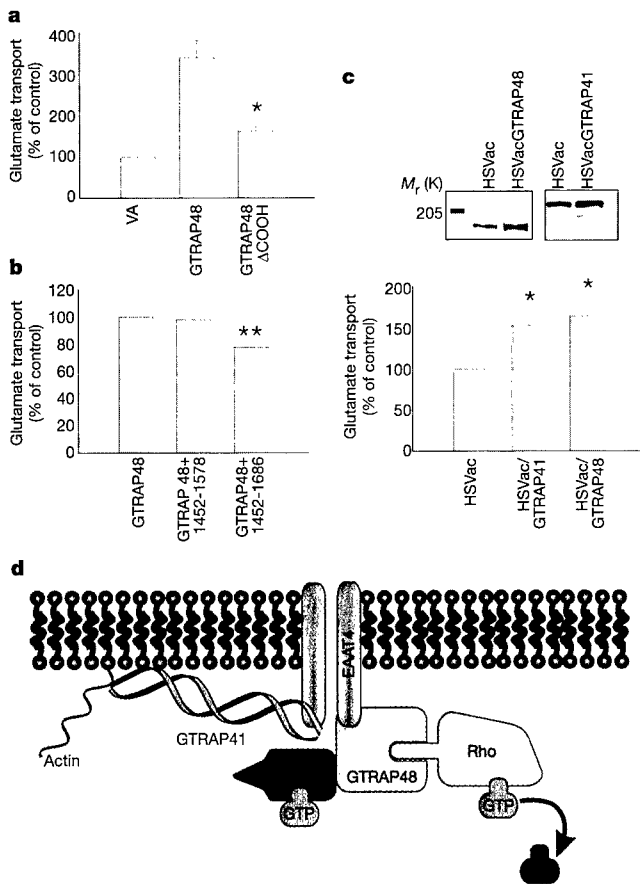 a
Glutamate transport
(% of control)
400
300
200
100
0
*
VA
GTRAP48
GTRAP48
ΔCOOH
b
Glutamate transport
(% of control)
120
100
80
60
40
20
0
**
GTRAP48
GTRAP 48+
1452-1578
GTRAP48+
1452-1686
c
HSVac
HSVacGTRAP48
HSVac
HSVacGTRAP41
Mr (K)
205
Glutamate transport
(% of control)
200
150
100
50
0
*
*
HSVac
HSVac/
GTRAP41
HSVac/
GTRAP48
d
EAAT4
GTRAP41
Actin
GTRAP48
Rho
GTP
GTP